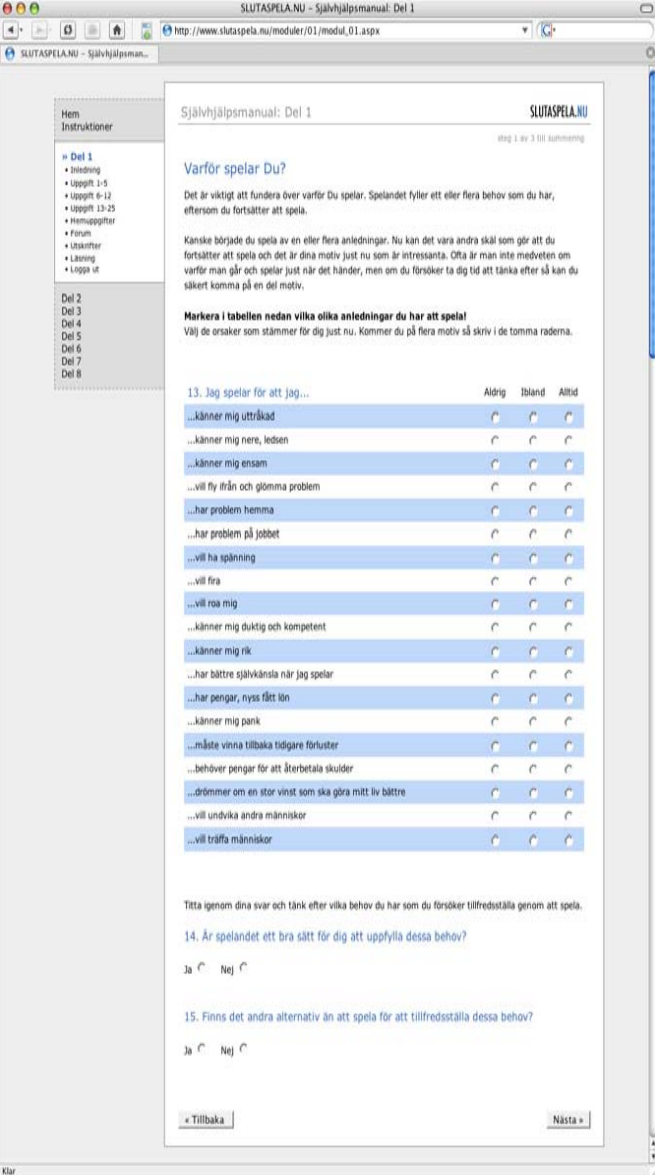 SLUTASPELA.NU - Självhjälpsmanual: Del 1
http://www.slutaspela.nu/moduler/01/modul_01.aspx
SLUTASPELA.NU - Självhjälpsman...
Hem
Instruktioner
» Del 1
• Inledning
• Uppgift 1-5
• Uppgift 6-12
• Uppgift 13-25
• Hemuppgifter
• Forum
• Utskrifter
• Läsning
• Logga ut
Del 2
Del 3
Del 4
Del 5
Del 6
Del 7
Del 8
Självhjälpsmanual: Del 1
SLUTASPELA.NU
steg 1 av 3 till summering
Varför spelar Du?
Det är viktigt att fundera över varför Du spelar. Spelandet fyller ett eller flera behov som du har,
eftersom du fortsätter att spela.
Kanske började du spela av en eller flera anledningar. Nu kan det vara andra skäl som gör att du
fortsätter att spela och det är dina motiv just nu som är intressanta. Ofta är man inte medveten om
varför man går och spelar just när det händer, men om du försöker ta dig tid att tänka efter så kan du
säkert komma på en del motiv.
Markera i tabellen nedan vilka olika anledningar du har att spela!
Välj de orsaker som stämmer för dig just nu. Kommer du på flera motiv så skriv i de tomma raderna.
13. Jag spelar för att jag... Aldrig Ibland Alltid
...känner mig uttråkad
...känner mig nere, ledsen
...känner mig ensam
...vill fly ifrån och glömma problem
...har problem hemma
...har problem på jobbet
...vill ha spänning
...vill fira
...vill roa mig
...känner mig duktig och kompetent
...känner mig rik
...har bättre självkänsla när jag spelar
...har pengar, nyss fått lön
...känner mig pank
...måste vinna tillbaka tidigare förluster
...behöver pengar för att återbetala skulder
...drömmer om en stor vinst som ska göra mitt liv bättre
...vill undvika andra människor
...vill träffa människor
Titta igenom dina svar och tänk efter vilka behov du har som du försöker tillfredsställa genom att spela.
14. Är spelandet ett bra sätt för dig att uppfylla dessa behov?
Ja Nej
15. Finns det andra alternativ än att spela för att tillfredsställa dessa behov?
Ja Nej
« Tillbaka
Nästa »
Klar